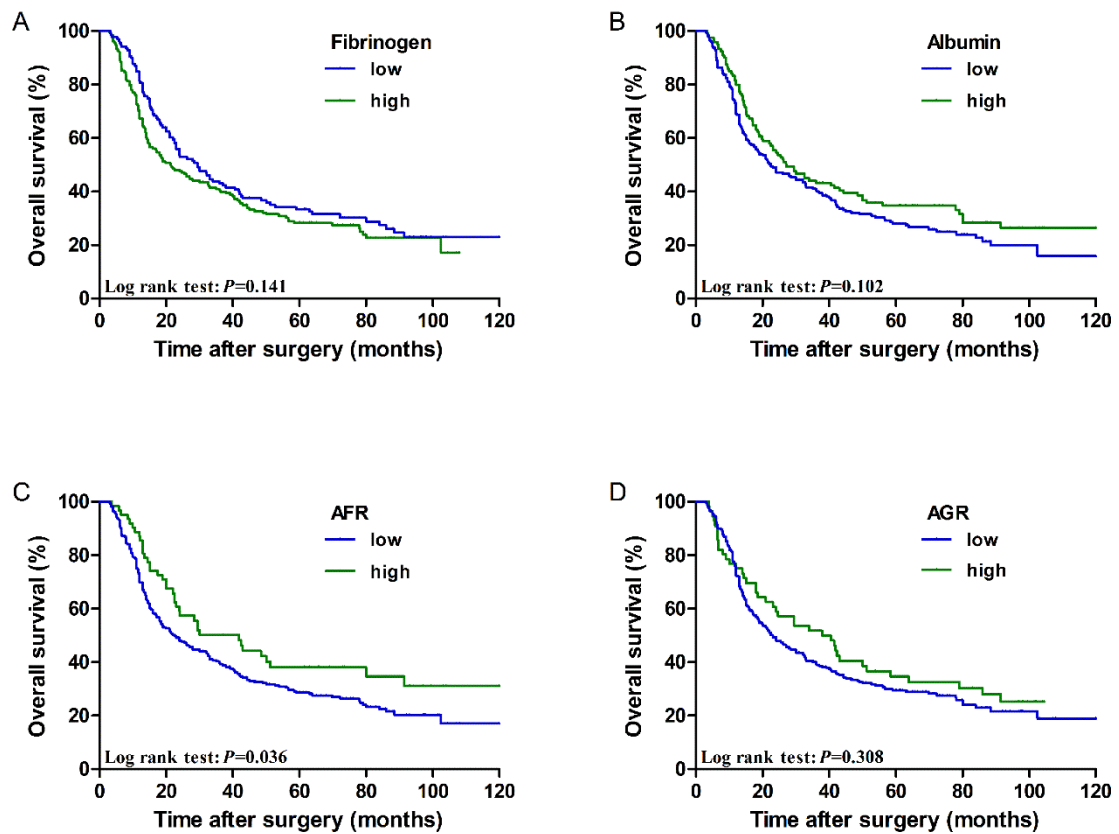 A
Fibrinogen
low
high
100
80
60
40
20
0
Overall survival (%)
Log rank test: P=0.141
0 20 40 60 80 100 120
Time after surgery (months)
B
Albumin
low
high
100
80
60
40
20
0
Overall survival (%)
Log rank test: P=0.102
0 20 40 60 80 100 120
Time after surgery (months)
C
AFR
low
high
100
80
60
40
20
0
Overall survival (%)
Log rank test: P=0.036
0 20 40 60 80 100 120
Time after surgery (months)
D
AGR
low
high
100
80
60
40
20
0
Overall survival (%)
Log rank test: P=0.308
0 20 40 60 80 100 120
Time after surgery (months)